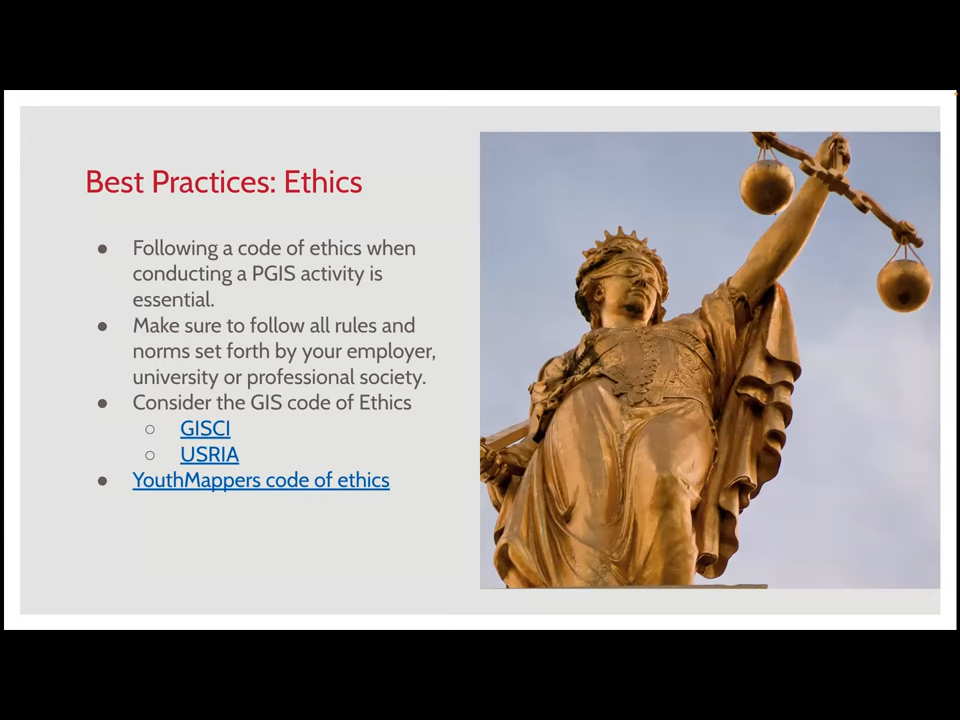 Best Practices: Ethics
● Following a code of ethics when
conducting a PGIS activity is
essential.
● Make sure to follow all rules and
norms set forth by your employer,
university or professional society.
● Consider the GIS code of Ethics
○ GISCI
○ USRIA
● YouthMappers code of ethics